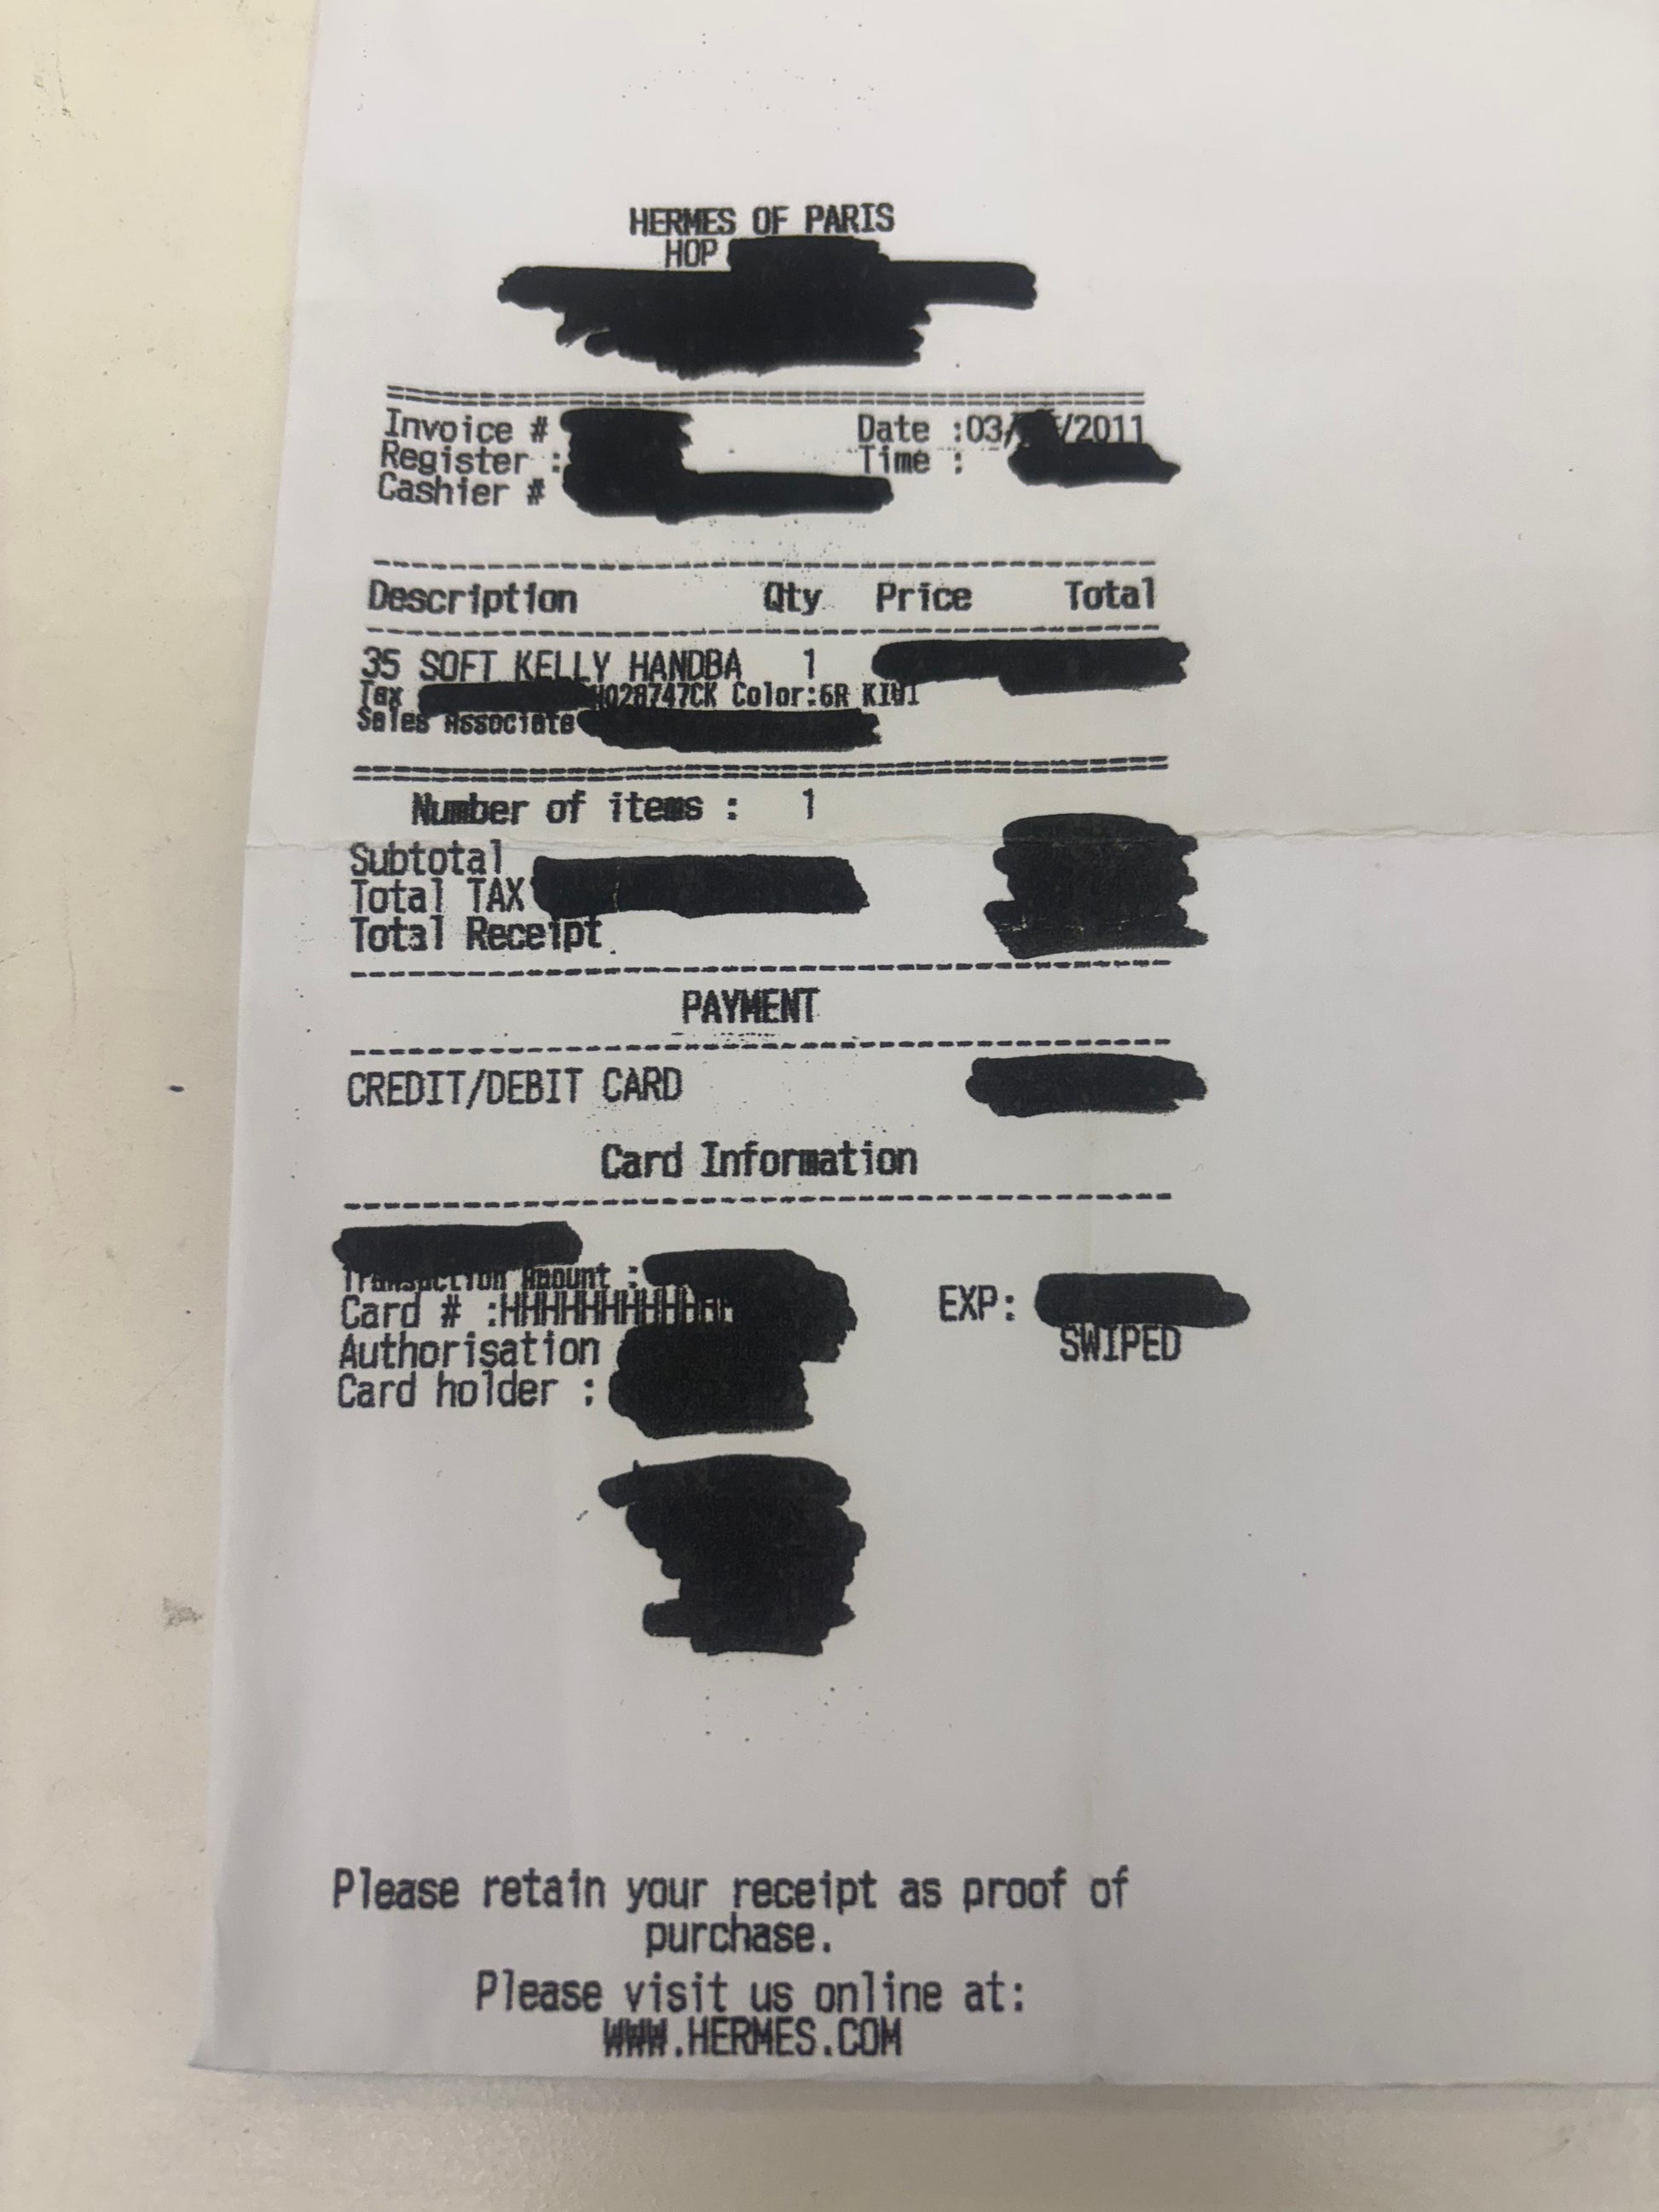 HERMES OF PARIS
HOP
Invoice # Date :03/ /2011
Register : Time :
Cashier #
Description Qty Price Total
35 SOFT KELLY HANDBA 1
Tax H028747CK Color:6R KIWI
Sales Associate
Number of items : 1
Subtotal
Total TAX
Total Receipt
PAYMENT
CREDIT/DEBIT CARD
Card Information
Transaction Amount :
Card # :HHHHHHHHHHHH EXP:
SWIPED
Authorisation
Card holder :
Please retain your receipt as proof of
purchase.
Please visit us online at:
WWW.HERMES.COM